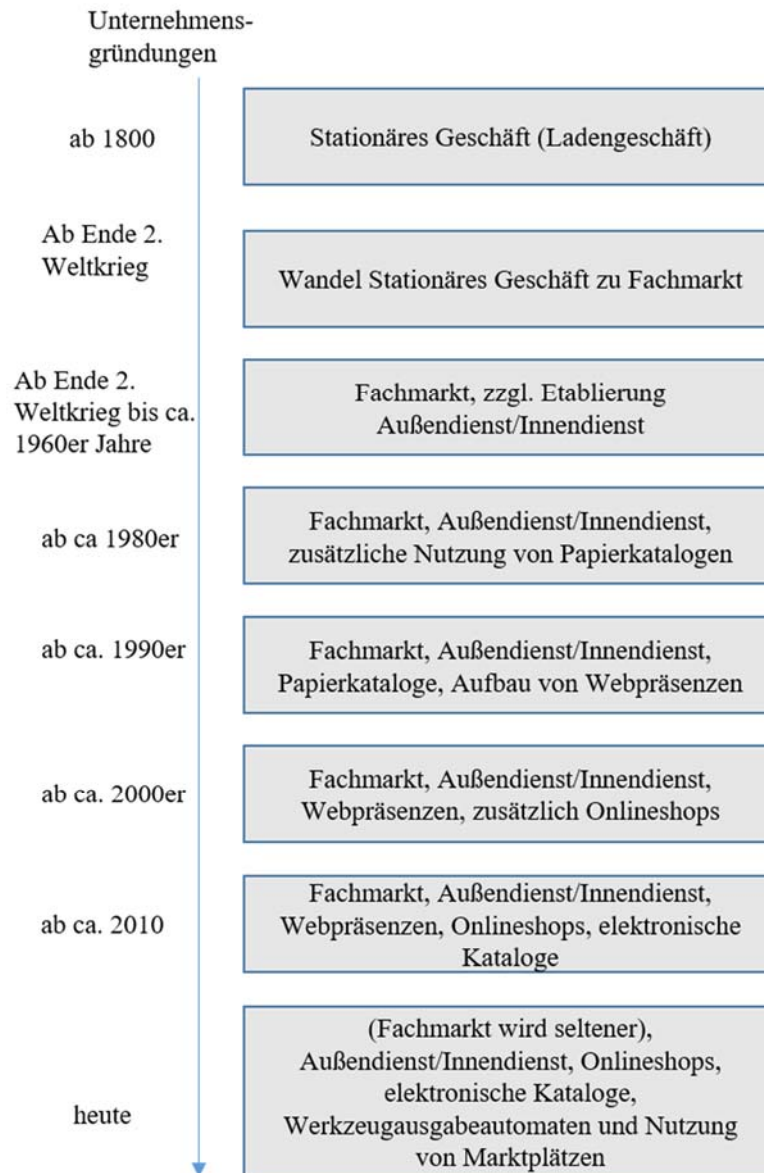 Unternehmens-
gründungen
ab 1800
Stationäres Geschäft (Ladengeschäft)
Ab Ende 2.
Weltkrieg
Wandel Stationäres Geschäft zu Fachmarkt
Ab Ende 2.
Weltkrieg bis ca.
1960er Jahre
Fachmarkt, zzgl. Etablierung
Außendienst/Innendienst
ab ca 1980er
Fachmarkt, Außendienst/Innendienst,
zusätzliche Nutzung von Papierkatalogen
ab ca. 1990er
Fachmarkt, Außendienst/Innendienst,
Papierkataloge, Aufbau von Webpräsenzen
ab ca. 2000er
Fachmarkt, Außendienst/Innendienst,
Webpräsenzen, zusätzlich Onlineshops
ab ca. 2010
Fachmarkt, Außendienst/Innendienst,
Webpräsenzen, Onlineshops, elektronische
Kataloge
heute
(Fachmarkt wird seltener),
Außendienst/Innendienst, Onlineshops,
elektronische Kataloge,
Werkzeugausgabeautomaten und Nutzung
von Marktplätzen